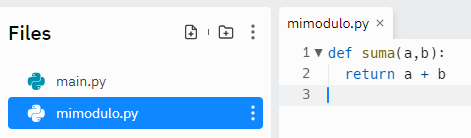 Files
main.py
mimodulo.py
mimodulo.py ×
1 def suma(a,b):
2   return a + b
3